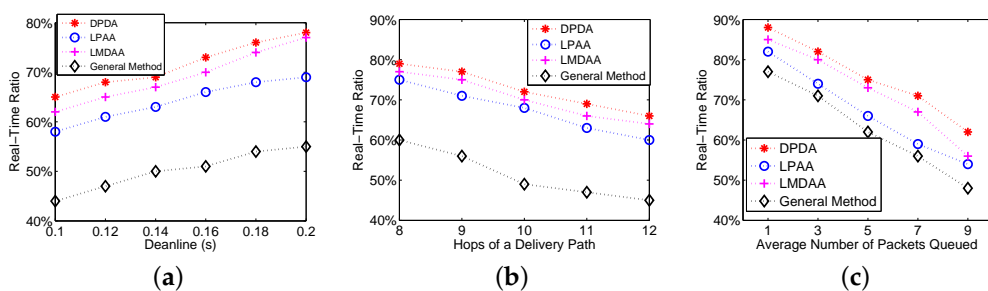 80%
70%
60%
50%
40%
Real-Time Ratio
DPDA
LPAA
LMDAA
General Method
0.1 0.12 0.14 0.16 0.18 0.2
Deanline (s)
(a)
90%
80%
70%
60%
50%
40%
Real-Time Ratio
DPDA
LPAA
LMDAA
General Method
8 9 10 11 12
Hops of a Delivery Path
(b)
90%
80%
70%
60%
50%
40%
Real-Time Ratio
DPDA
LPAA
LMDAA
General Method
1 3 5 7 9
Average Number of Packets Queued
(c)